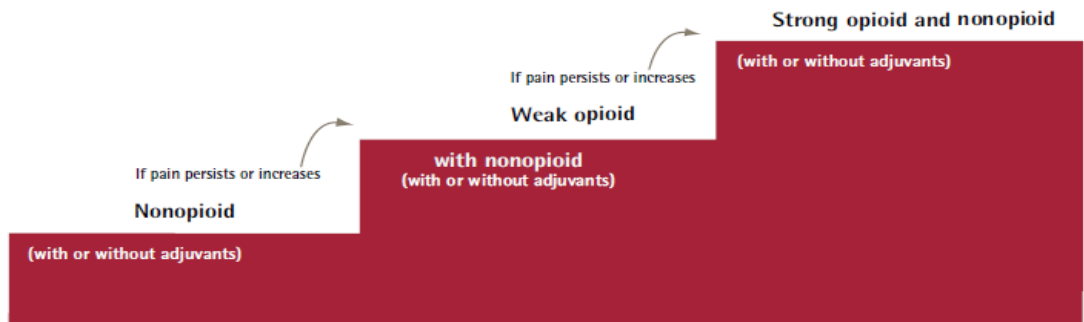 Strong opioid and nonopioid
(with or without adjuvants)
If pain persists or increases
Weak opioid
with nonopioid
(with or without adjuvants)
If pain persists or increases
Nonopioid
(with or without adjuvants)